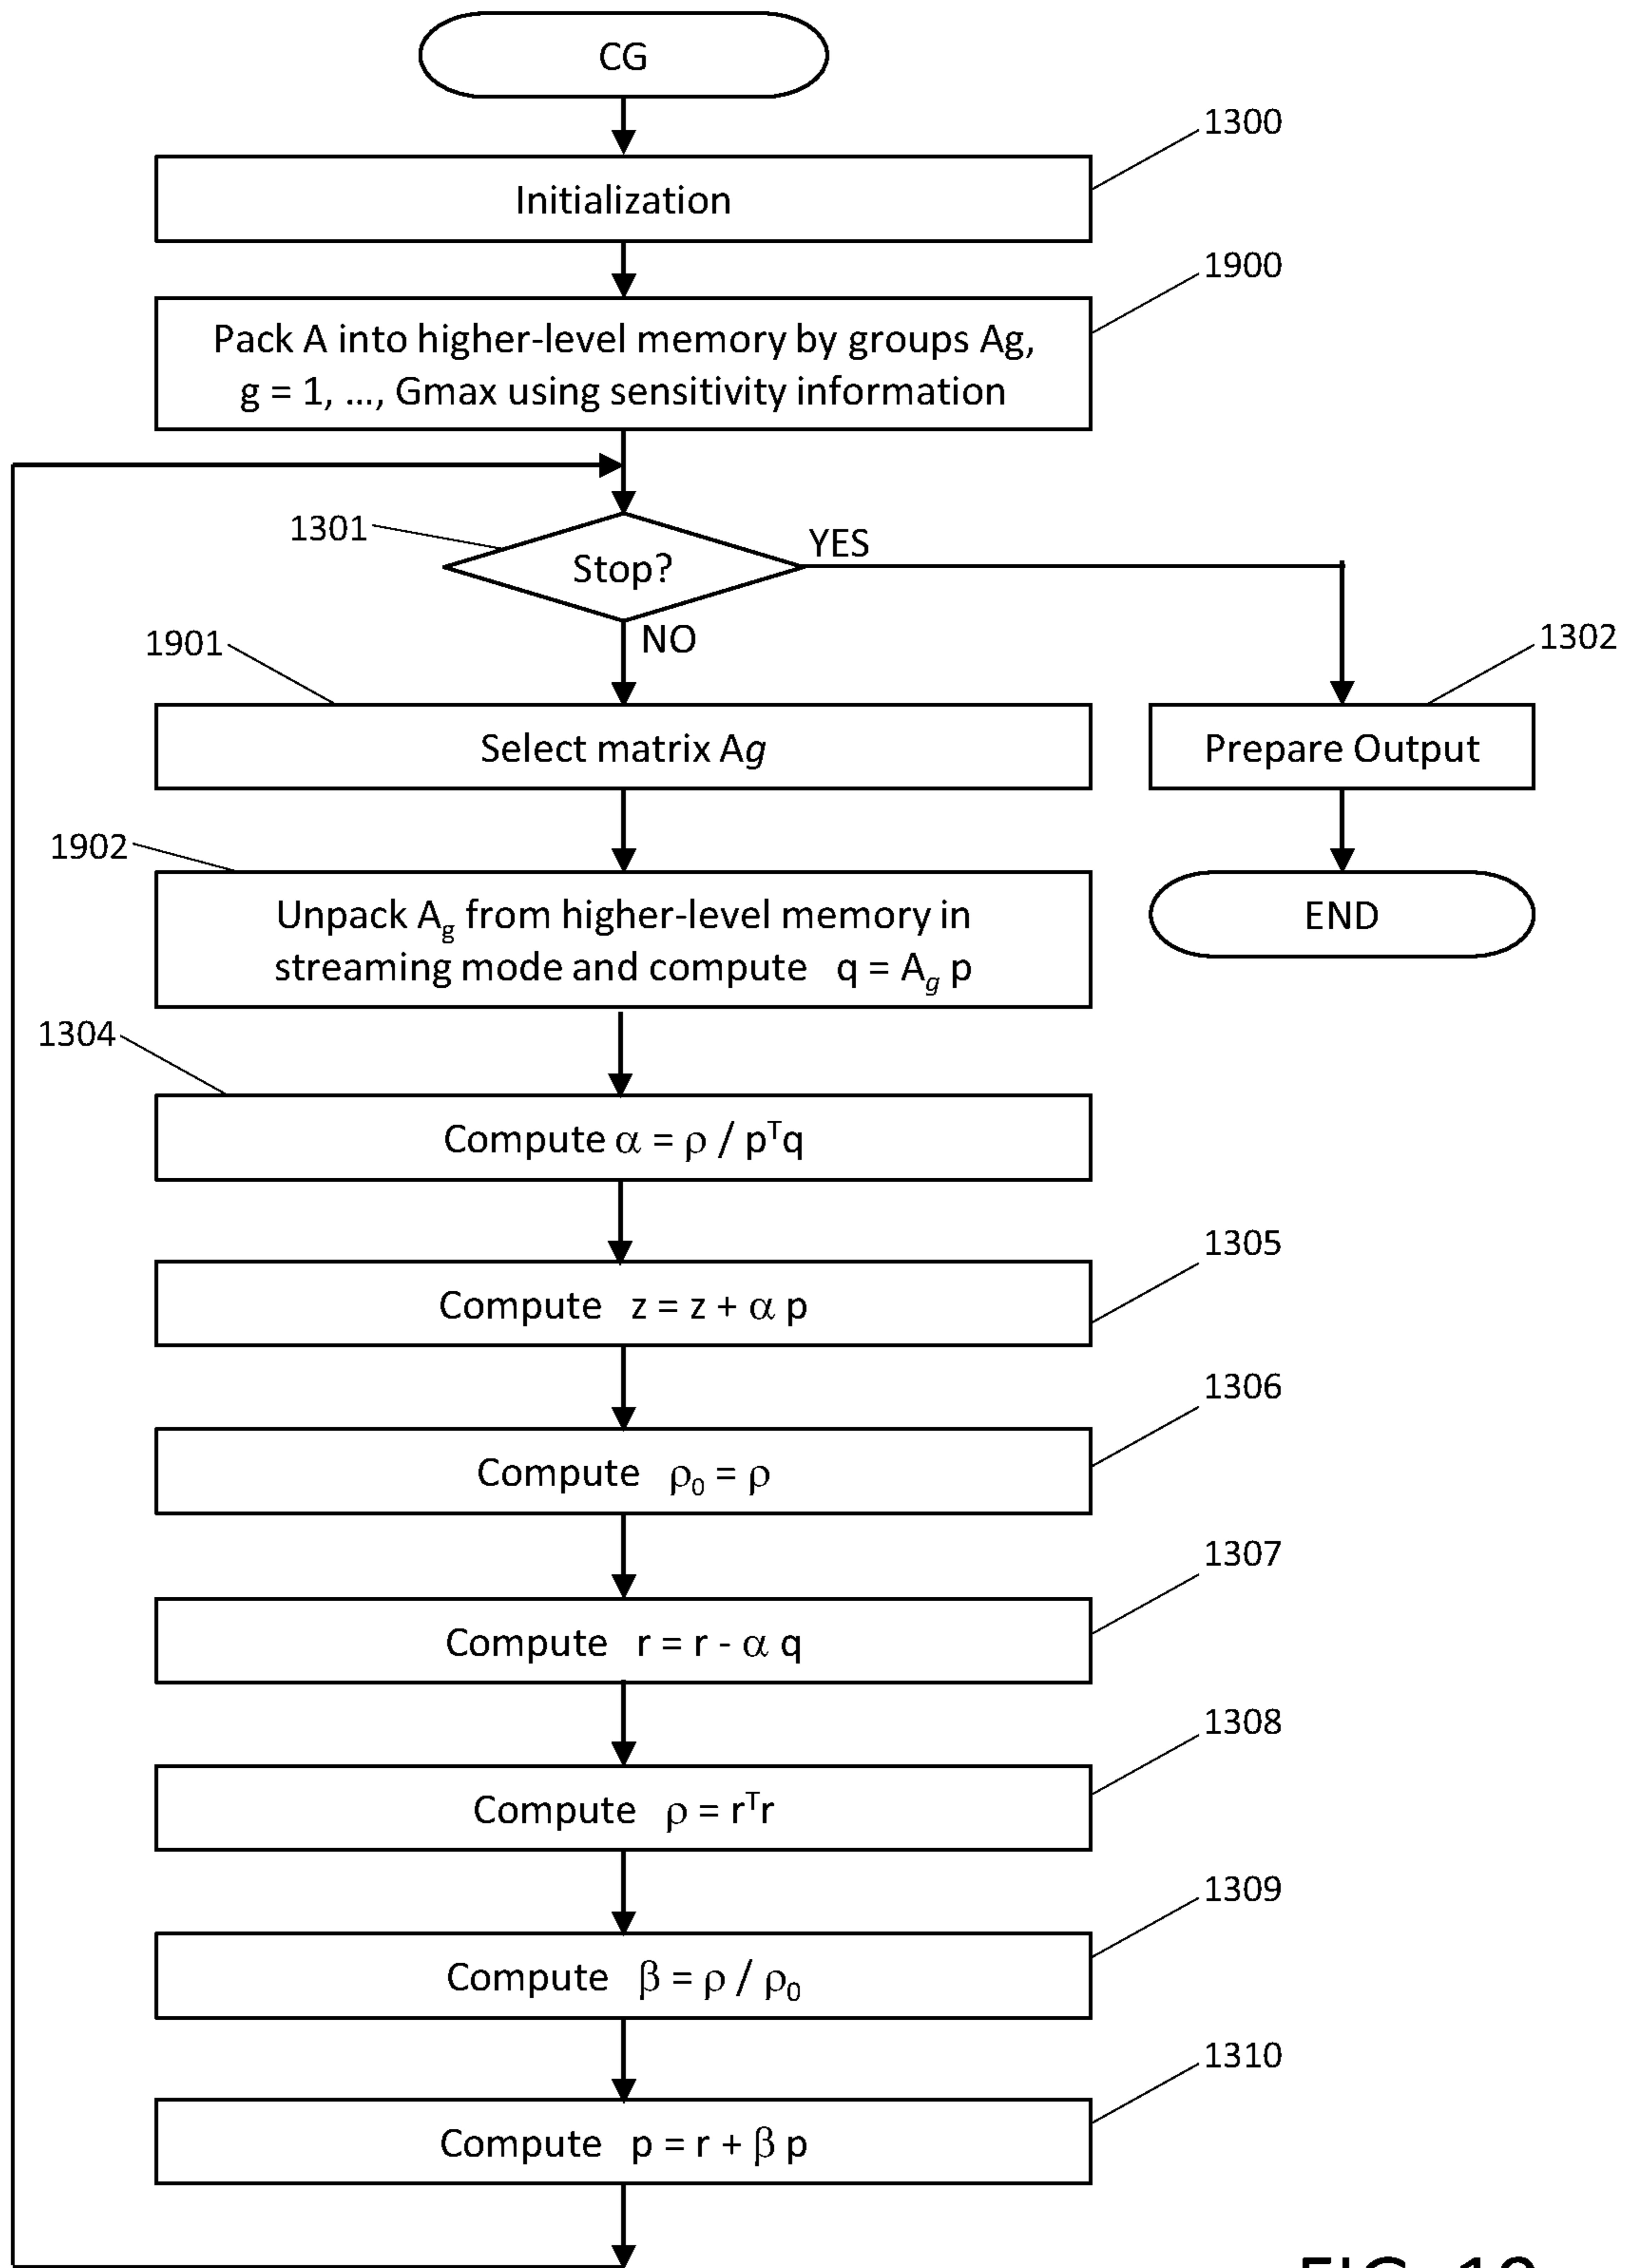 CG
1300
Initialization
1900
Pack A into higher-level memory by groups Ag,
g = 1, ..., Gmax using sensitivity information
1301
Stop?
YES
NO
1901
Select matrix Ag
1302
Prepare Output
1902
Unpack Ag from higher-level memory in
streaming mode and compute q = Ag p
END
1304
Compute α = ρ / pᵀq
1305
Compute z = z + α p
1306
Compute ρ₀ = ρ
1307
Compute r = r - α q
1308
Compute ρ = rᵀr
1309
Compute β = ρ / ρ₀
1310
Compute p = r + β p